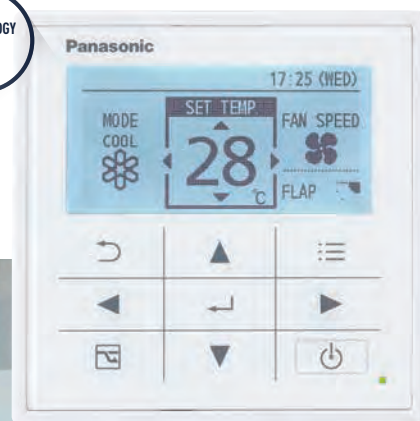 OGY
Panasonic
17:25 (WED)
MODE
COOL
SET TEMP
28 °C
FAN SPEED
FLAP